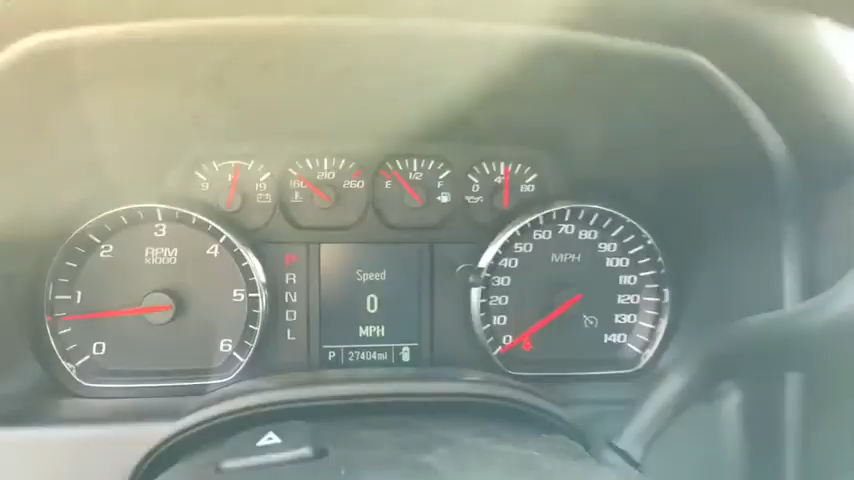 9 19
160 210 260
E 1/2 F
0 40 80
0 1 2 3 4 5 6
RPM
x1000
P
R
N
D
L
Speed
0
MPH
P 27404mi
0 10 20 30 40 50 60 70 80 90 100 110 120 130 140
MPH